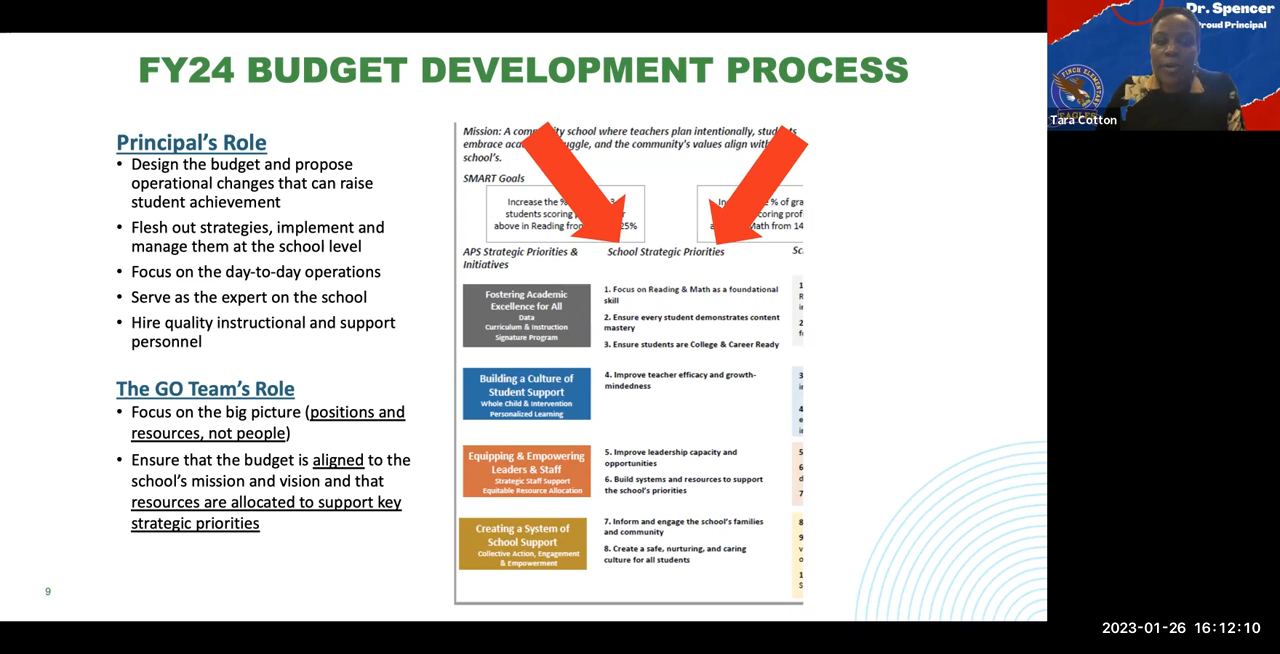 FY24 BUDGET DEVELOPMENT PROCESS
Principal's Role
• Design the budget and propose
operational changes that can raise
student achievement
• Flesh out strategies, implement and
manage them at the school level
• Focus on the day-to-day operations
• Serve as the expert on the school
• Hire quality instructional and support
personnel
The GO Team's Role
• Focus on the big picture (positions and
resources, not people)
• Ensure that the budget is aligned to the
school's mission and vision and that
resources are allocated to support key
strategic priorities
9
Mission: A school where teachers plan intentionally,
embrace and the community's values align with
school's.
SMART Goals
Increase the %
students scoring
above in Reading 25%
% of
Math from 14
APS Strategic Priorities &
Initiatives
School Strategic Priorities
Fostering Academic
Excellence for All
Data
Curriculum & Instruction
Signature Program
1. Focus on Reading & Math as a foundational
skill
2. Ensure every student demonstrates content
mastery
3. Ensure students are College & Career Ready
Building a Culture of
Student Support
Whole Child & Intervention
Personalized Learning
4. Improve teacher efficacy and growth-
mindedness
Equipping & Empowering
Leaders & Staff
Strategic Staff Support
Equitable Resource Allocation
5. Improve leadership capacity and
opportunities
6. Build systems and resources to support
the school's priorities
Creating a System of
School Support
Collective Action, Engagement
& Empowerment
7. Inform and engage the school's families
and community
8. Create a safe, nurturing, and caring
culture for all students
Dr. Spencer
Proud Principal
FINCH ELEMENTARY
EAGLES
Tara Cotton
2023-01-26 16:12:10